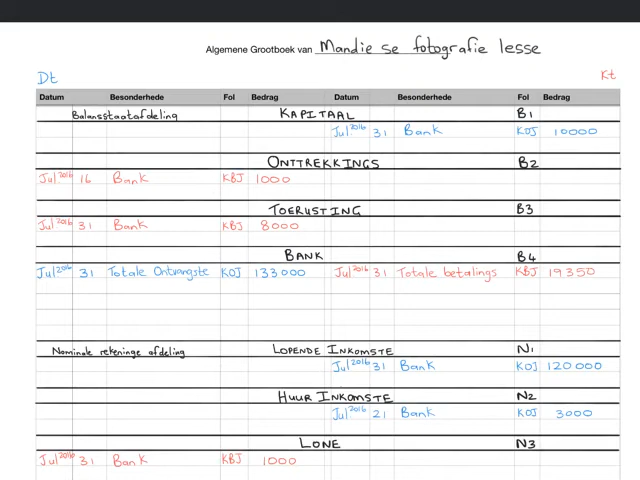 Algemene Grootboek van Mandie se fotografie lesse
Dt Kt
Datum Besonderhede Fol Bedrag Datum Besonderhede Fol Bedrag
Balansstaatafdeling KAPITAAL B1
Jul 2016 31 Bank KOJ 10000
ONTTREKKINGS B2
Jul 2016 16 Bank KBJ 1000
TOERUSTING B3
Jul 2016 31 Bank KBJ 8000
BANK B4
Jul 2016 31 Totale Ontvangste KOJ 133000 Jul 2016 31 Totale betalings KBJ 19350
Nominale rekeninge afdeling LOPENDE INKOMSTE N1
Jul 2016 31 Bank KOJ 120000
HUUR INKOMSTE N2
Jul 2016 21 Bank KOJ 3000
LONE N3
Jul 2016 31 Bank KBJ 1000